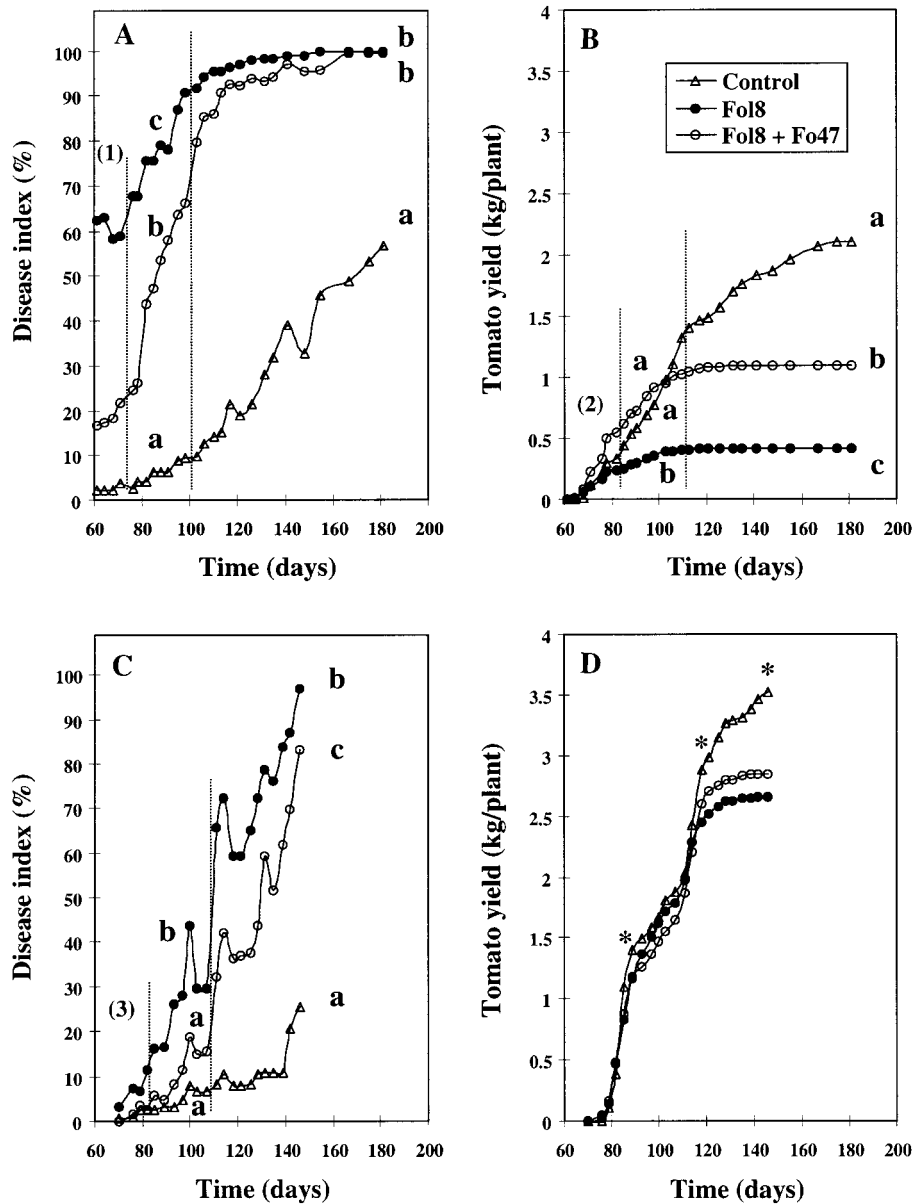 A
Disease index (%)
100
90
80
70
60
50
40
30
20
10
0
(1)
c
b
a
b
b
a
60 80 100 120 140 160 180 200
Time (days)
B
Tomato yield (kg/plant)
4
3.5
3
2.5
2
1.5
1
0.5
0
Control
Fol8
Fol8 + Fo47
(2)
a
a
b
a
b
c
60 80 100 120 140 160 180 200
Time (days)
C
Disease index (%)
100
90
80
70
60
50
40
30
20
10
0
(3)
b
a
a
b
c
a
60 80 100 120 140 160 180 200
Time (days)
D
Tomato yield (kg/plant)
4
3.5
3
2.5
2
1.5
1
0.5
0
*
*
*
60 80 100 120 140 160 180 200
Time (days)